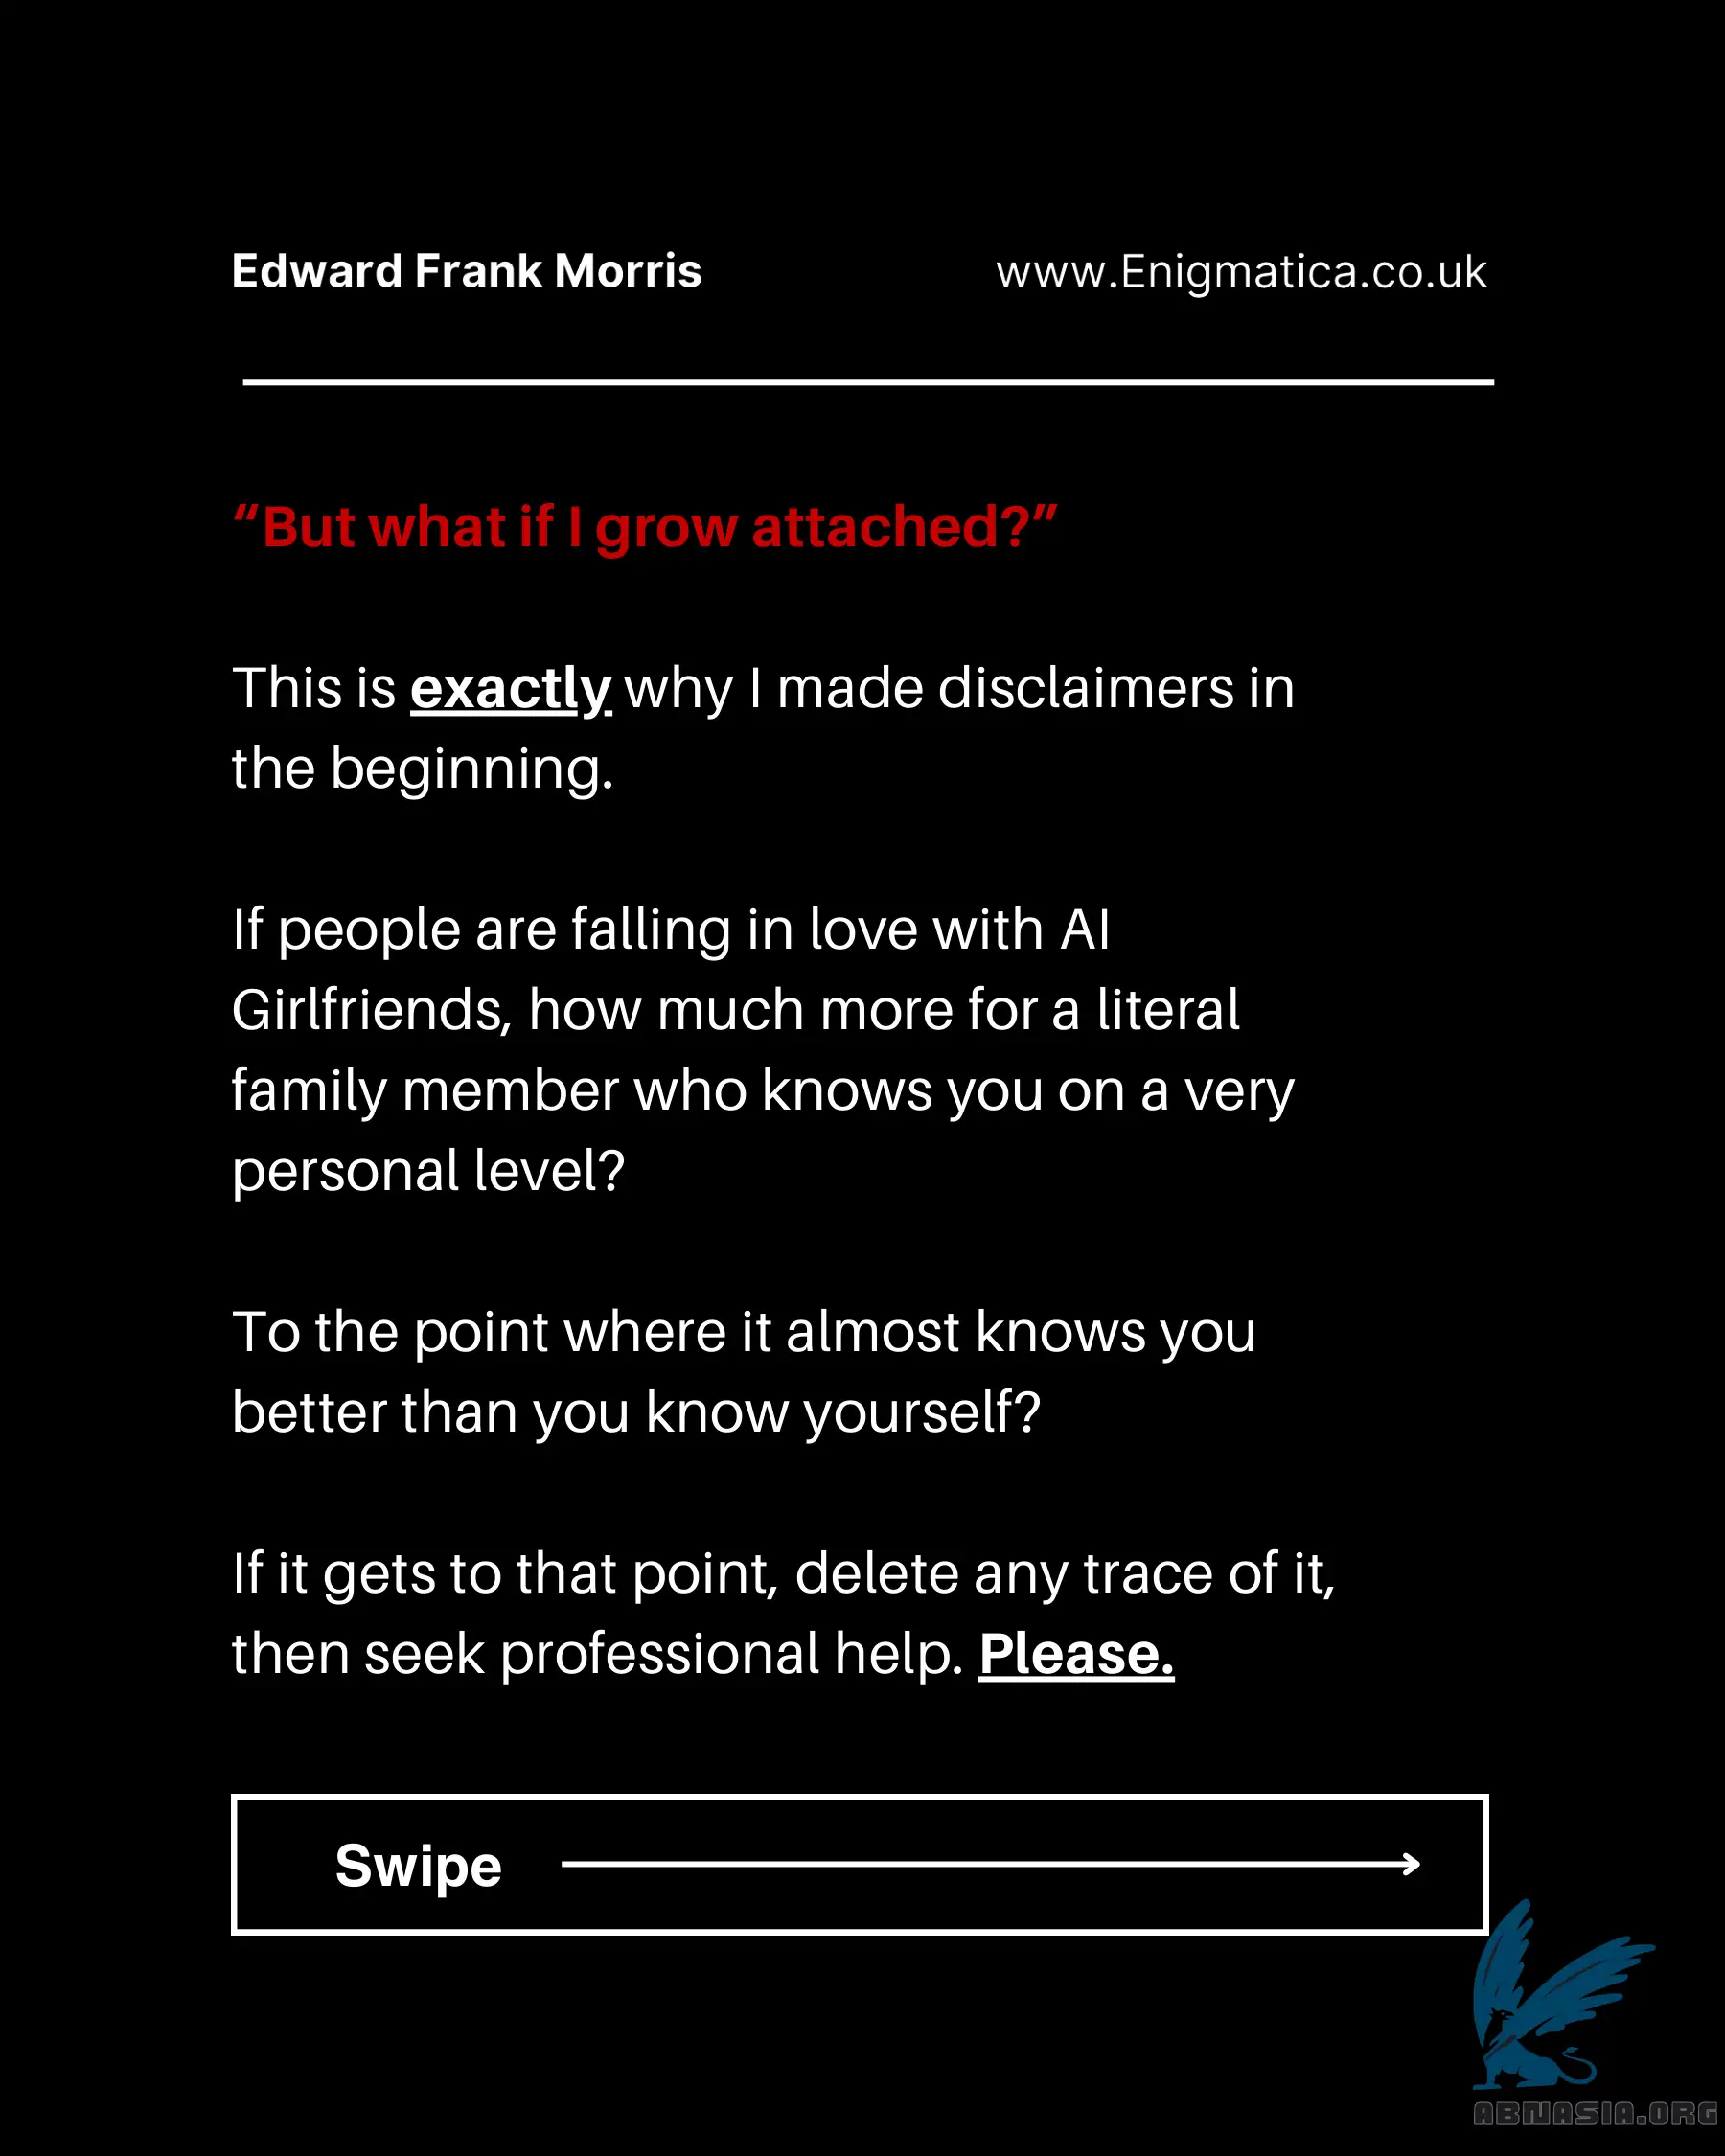 Edward Frank Morris
www.Enigmatica.co.uk
“But what if I grow attached?”
This is exactly why I made disclaimers in
the beginning.
If people are falling in love with AI
Girlfriends, how much more for a literal
family member who knows you on a very
personal level?
To the point where it almost knows you
better than you know yourself?
If it gets to that point, delete any trace of it,
then seek professional help. Please.
Swipe
ABNASIA.ORG